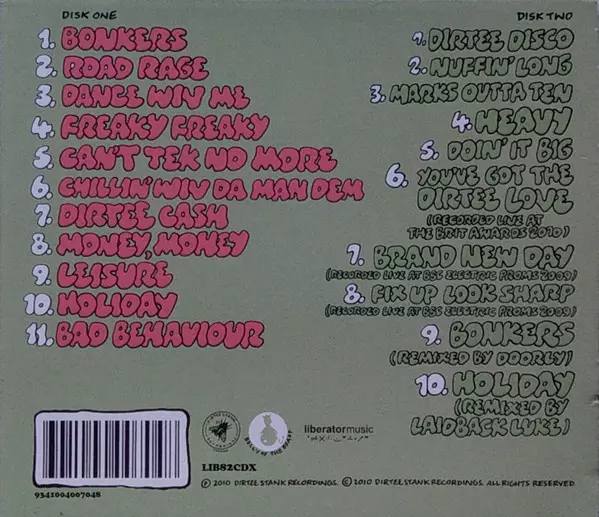 DISK ONE
1. BONKERS
2. ROAD RAGE
3. DANCE WIV ME
4. FREAKY FREAKY
5. CAN'T TEK NO MORE
6. CHILLIN' WIV DA MAN DEM
7. DIRTEE CASH
8. MONEY, MONEY
9. LEISURE
10. HOLIDAY
11. BAD BEHAVIOUR
DISK TWO
1. DIRTEE DISCO
2. NUFFIN' LONG
3. MARKS OUTTA TEN
4. HEAVY
5. DOIN' IT BIG
6. YOU'VE GOT THE
DIRTEE LOVE
(RECORDED LIVE AT
THE BRIT AWARDS 2010)
7. BRAND NEW DAY
(RECORDED LIVE AT BBC ELECTRIC PROMS 2009)
8. FIX UP LOOK SHARP
(RECORDED LIVE AT BBC ELECTRIC PROMS 2009)
9. BONKERS
(REMIXED BY DOORLY)
10. HOLIDAY
(REMIXED BY
LAIDBACK LUKE)
9341004007048
DIRTEE STANK
BELLY OF THE BEAST
liberatormusic
LIB82CDX
℗ 2010 DIRTEE STANK RECORDINGS. © 2010 DIRTEE STANK RECORDINGS. ALL RIGHTS RESERVED